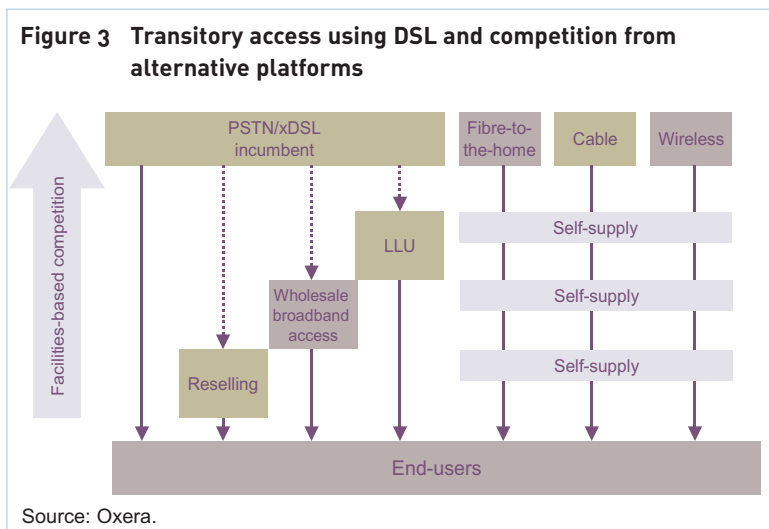 Figure 3 Transitory access using DSL and competition from
alternative platforms
PSTN/xDSL
incumbent
Fibre-to-
the-home
Cable
Wireless
Facilities-based competition
LLU
Self-supply
Wholesale
broadband
access
Self-supply
Reselling
Self-supply
End-users
Source: Oxera.